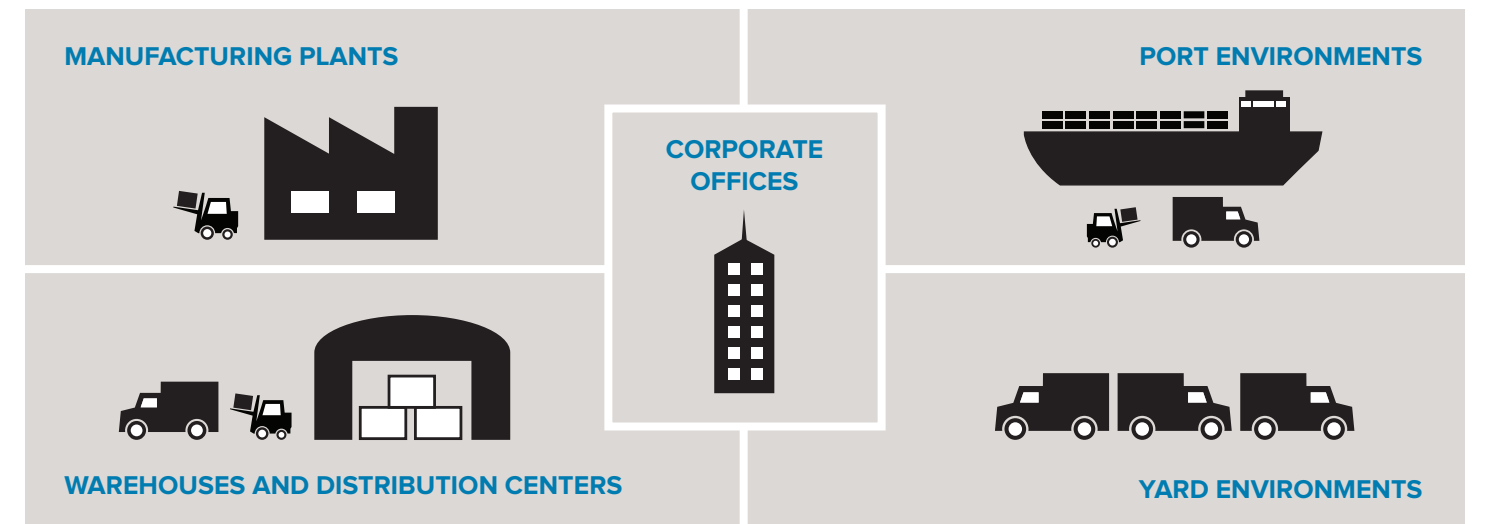 MANUFACTURING PLANTS
PORT ENVIRONMENTS
CORPORATE
OFFICES
WAREHOUSES AND DISTRIBUTION CENTERS
YARD ENVIRONMENTS